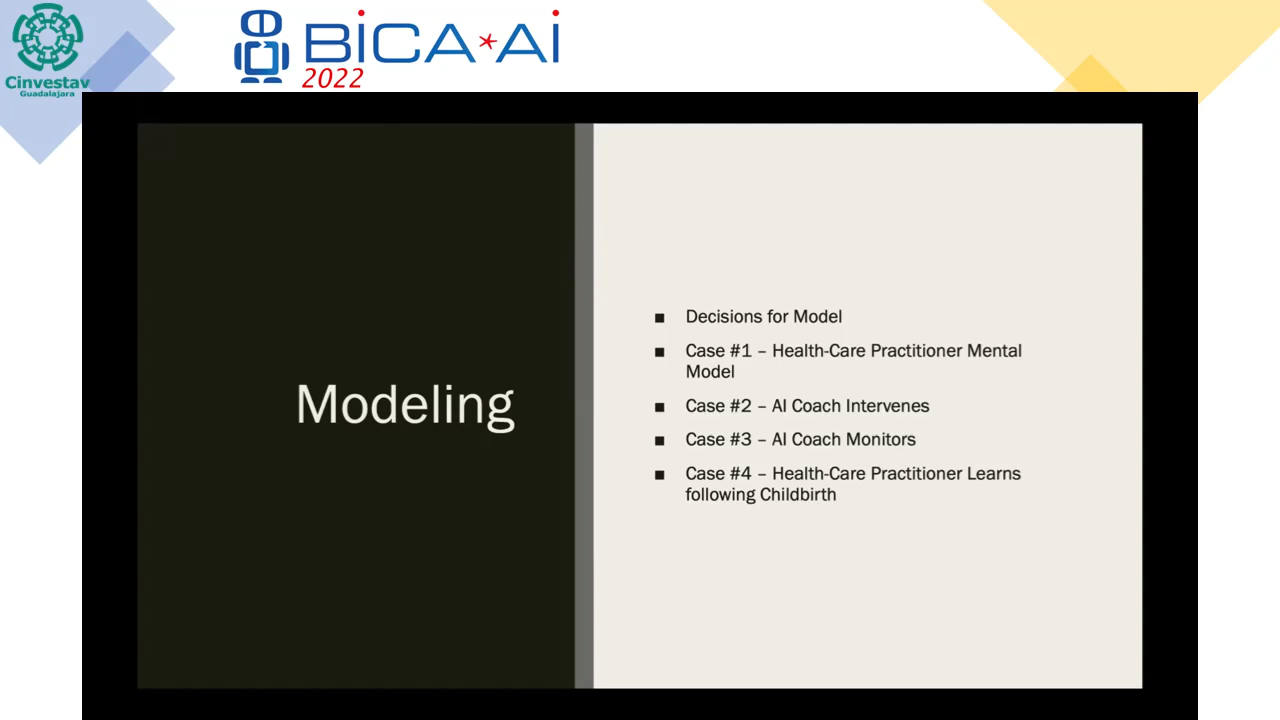 Cinvestav
Guadalajara
BiCA*Ai
2022
Modeling
■ Decisions for Model
■ Case #1 – Health-Care Practitioner Mental
Model
■ Case #2 – AI Coach Intervenes
■ Case #3 – AI Coach Monitors
■ Case #4 – Health-Care Practitioner Learns
following Childbirth